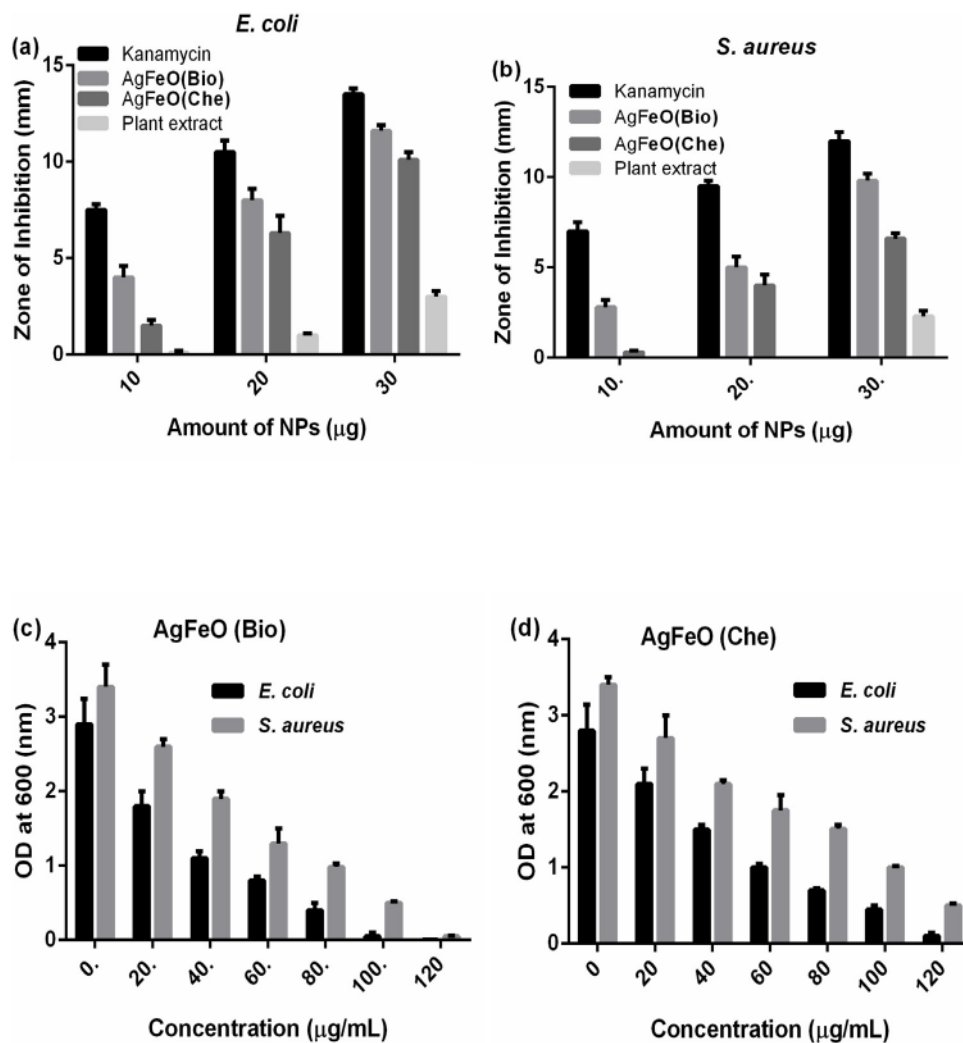 E. coli
(a)
Kanamycin
AgFeO(Bio)
AgFeO(Che)
Plant extract
Zone of Inhibition (mm)
15
10
5
0
10
20
30
Amount of NPs (μg)
S. aureus
(b)
Kanamycin
AgFeO(Bio)
AgFeO(Che)
Plant extract
Zone of Inhibition (mm)
15
10
5
0
10.
20.
30.
Amount of NPs (μg)
(c)
AgFeO (Bio)
E. coli
S. aureus
OD at 600 (nm)
4
3
2
1
0
0.
20.
40.
60.
80.
100.
120
Concentration (μg/mL)
(d)
AgFeO (Che)
E. coli
S. aureus
OD at 600 (nm)
4
3
2
1
0
0
20
40
60
80
100
120
Concentration (μg/mL)